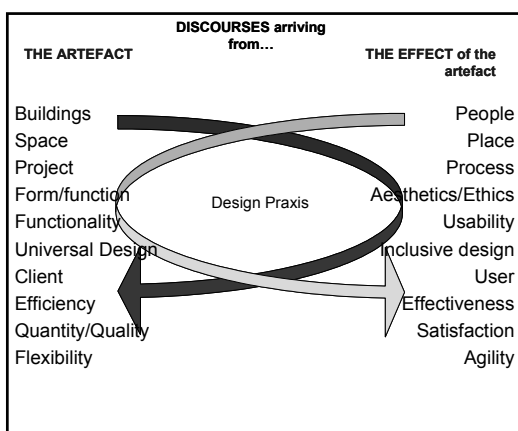 DISCOURSES arriving
from…
THE ARTEFACT
THE EFFECT of the
artefact
Buildings
Space
Project
Form/function
Functionality
Universal Design
Client
Efficiency
Quantity/Quality
Flexibility
Design Praxis
People
Place
Process
Aesthetics/Ethics
Usability
Inclusive design
User
Effectiveness
Satisfaction
Agility